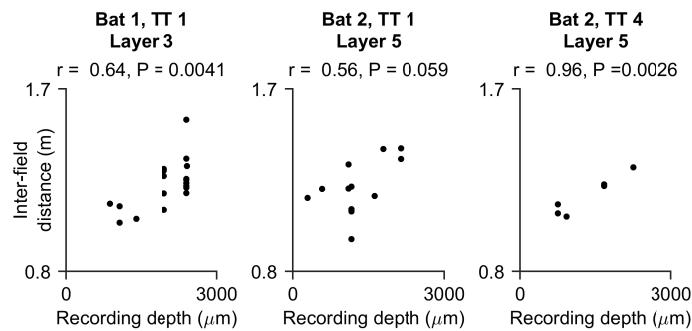 Bat 1, TT 1
Layer 3
r = 0.64, P = 0.0041
1.7
Inter-field
distance (m)
0.8
0
3000
Recording depth (μm)
Bat 2, TT 1
Layer 5
r = 0.56, P = 0.059
1.7
0.8
0
3000
Recording depth (μm)
Bat 2, TT 4
Layer 5
r = 0.96, P =0.0026
1.7
0.8
0
3000
Recording depth (μm)